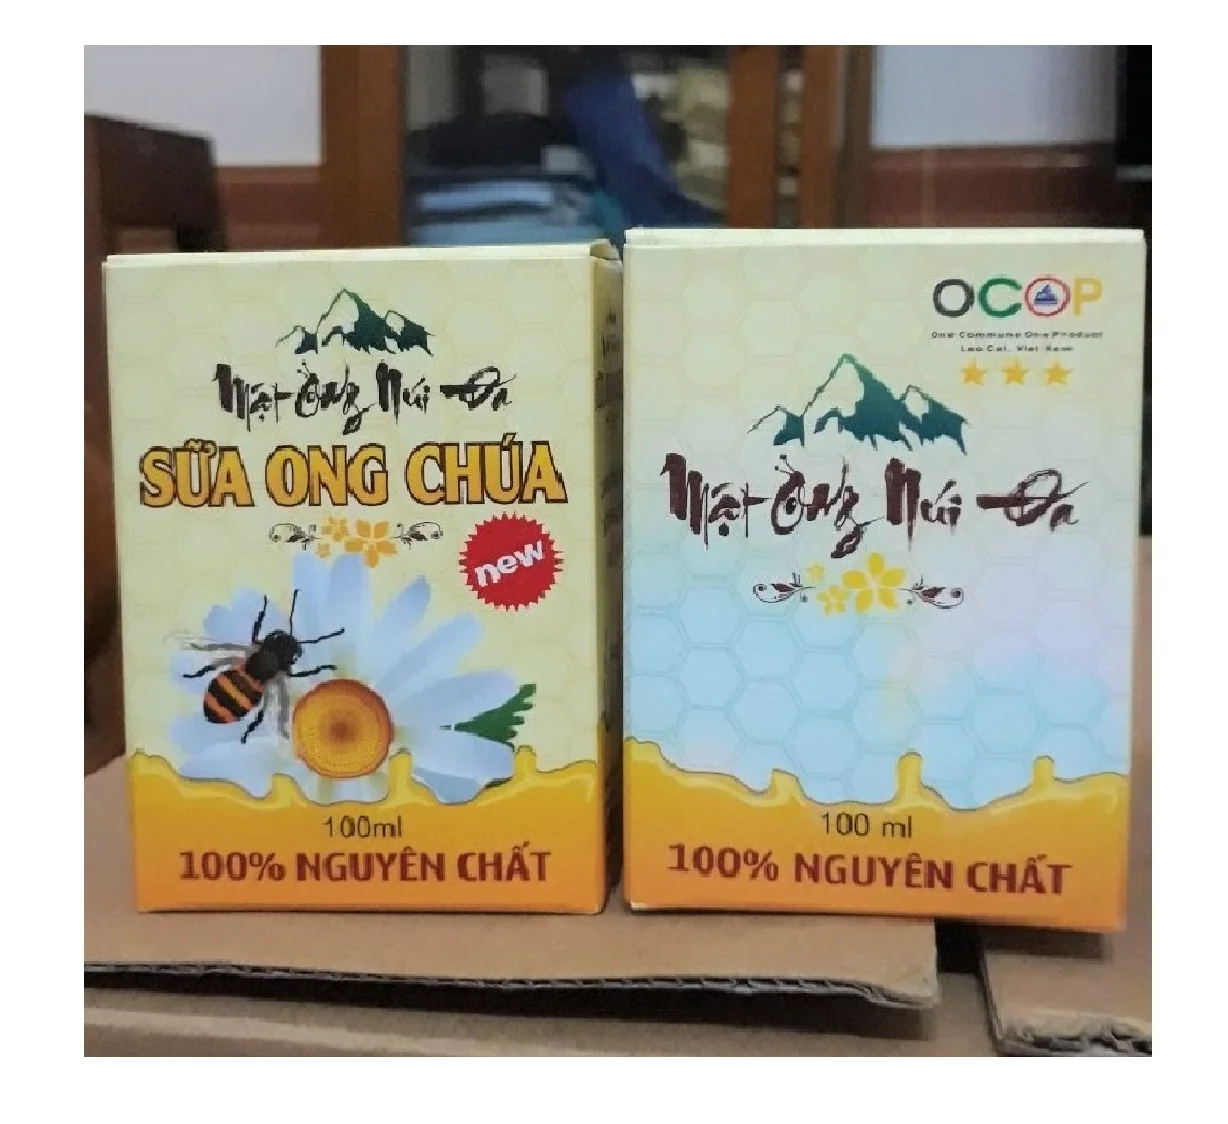 Mật Ong Núi Đá
SỮA ONG CHÚA
new
100ml
100% NGUYÊN CHẤT
OCOP
One Commune One Product
Lao Cai, Viet Nam
Mật Ong Núi Đá
100 ml
100% NGUYÊN CHẤT